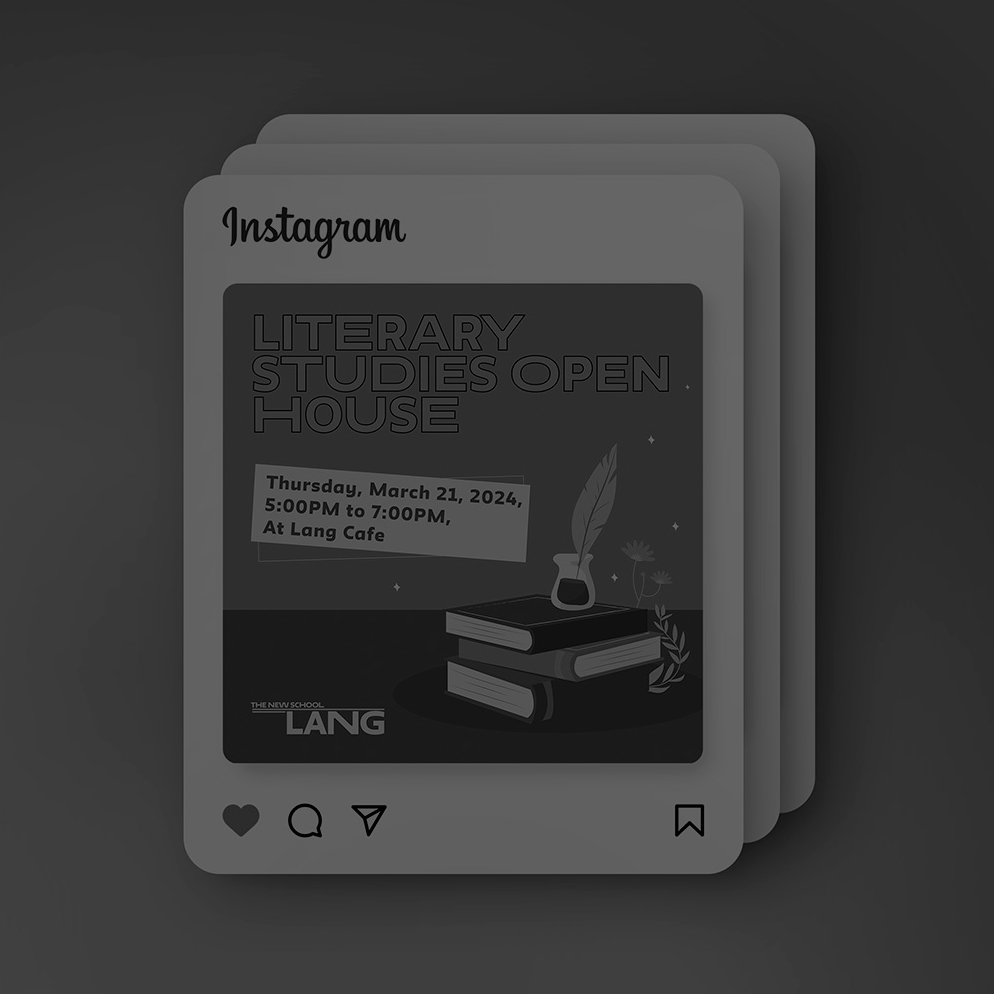 Instagram
LITERARY
STUDIES OPEN
HOUSE
Thursday, March 21, 2024,
5:00PM to 7:00PM,
At Lang Cafe
THE NEW SCHOOL
LANG